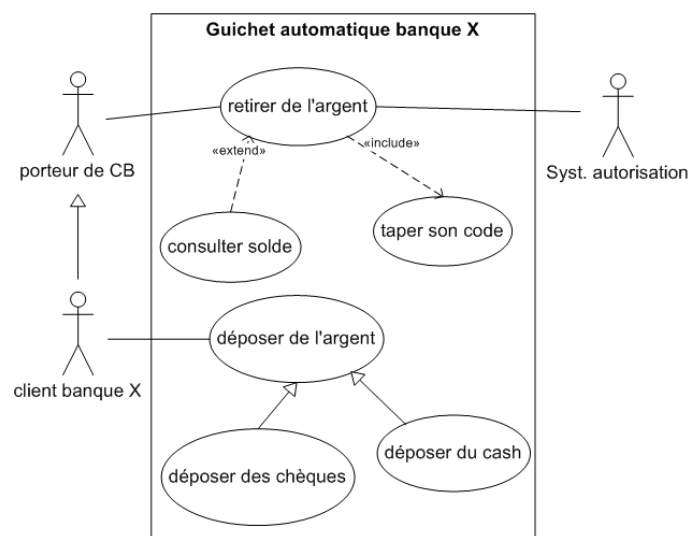 Guichet automatique banque X
retirer de l'argent
porteur de CB
Syst. autorisation
«extend»
«include»
consulter solde
taper son code
déposer de l'argent
client banque X
déposer des chèques
déposer du cash